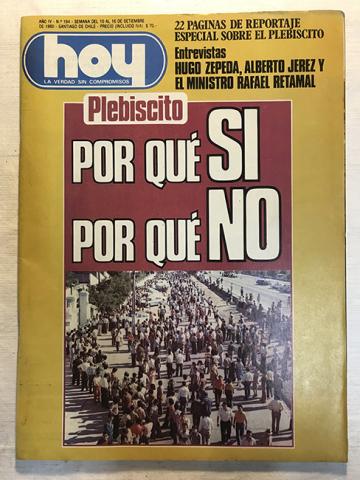 AÑO IV - Nº 164 - SEMANA DEL 10 AL 16 DE SETIEMBRE
DE 1980 - SANTIAGO DE CHILE - PRECIO (INCLUIDO IVA) $ 70.-
hoy
LA VERDAD SIN COMPROMISOS
22 PAGINAS DE REPORTAJE
ESPECIAL SOBRE EL PLEBISCITO
Entrevistas
HUGO ZEPEDA, ALBERTO JEREZ Y
EL MINISTRO RAFAEL RETAMAL
Plebiscito
POR QUÉ SI
POR QUÉ NO